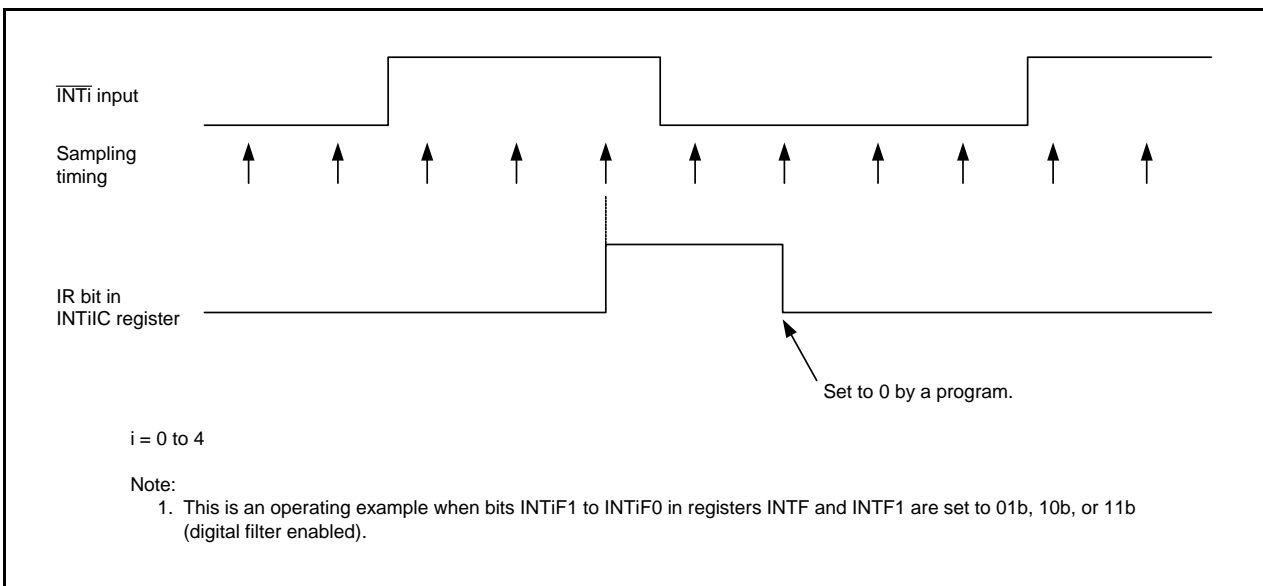 INTi input
Sampling
timing
IR bit in
INTiIC register
Set to 0 by a program.
i = 0 to 4
Note:
1. This is an operating example when bits INTiF1 to INTiF0 in registers INTF and INTF1 are set to 01b, 10b, or 11b
(digital filter enabled).